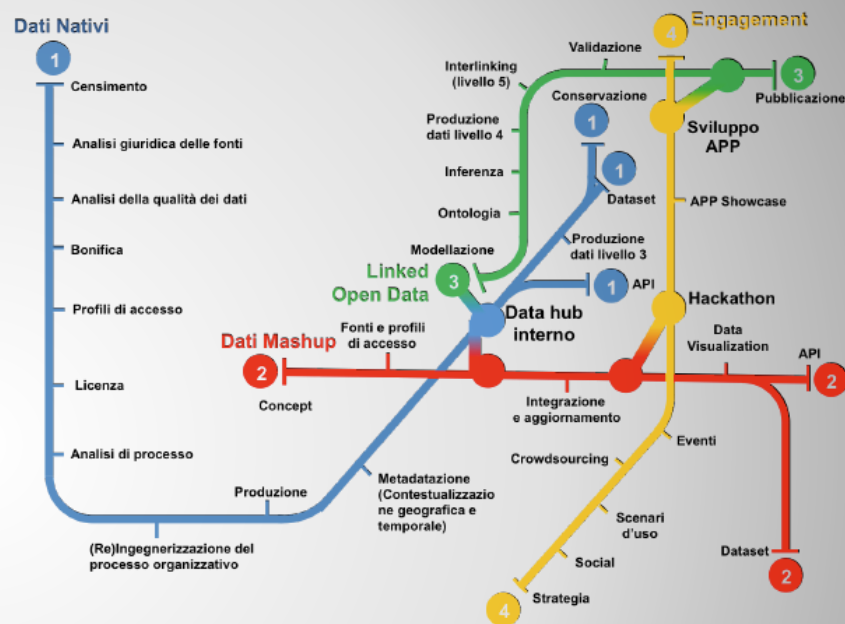 Dati Nativi
1
Censimento
Analisi giuridica delle fonti
Analisi della qualità dei dati
Bonifica
Profili di accesso
Licenza
Analisi di processo
(Re)Ingegnerizzazione del
processo organizzativo
Produzione
Metadatazione
(Contestualizzazio
ne geografica e
temporale)
Data hub
interno
1
API
Produzione
dati livello 3
Dataset
1
Conservazione
1
Dati Mashup
2
Concept
Fonti e profili
di accesso
Integrazione
e aggiornamento
Data
Visualization
API
2
Dataset
2
Linked
Open Data
3
Modellazione
Ontologia
Inferenza
Produzione
dati livello 4
Interlinking
(livello 5)
Validazione
3
Pubblicazione
Engagement
4
Sviluppo
APP
APP Showcase
Hackathon
Eventi
Crowdsourcing
Scenari
d'uso
Social
Strategia
4